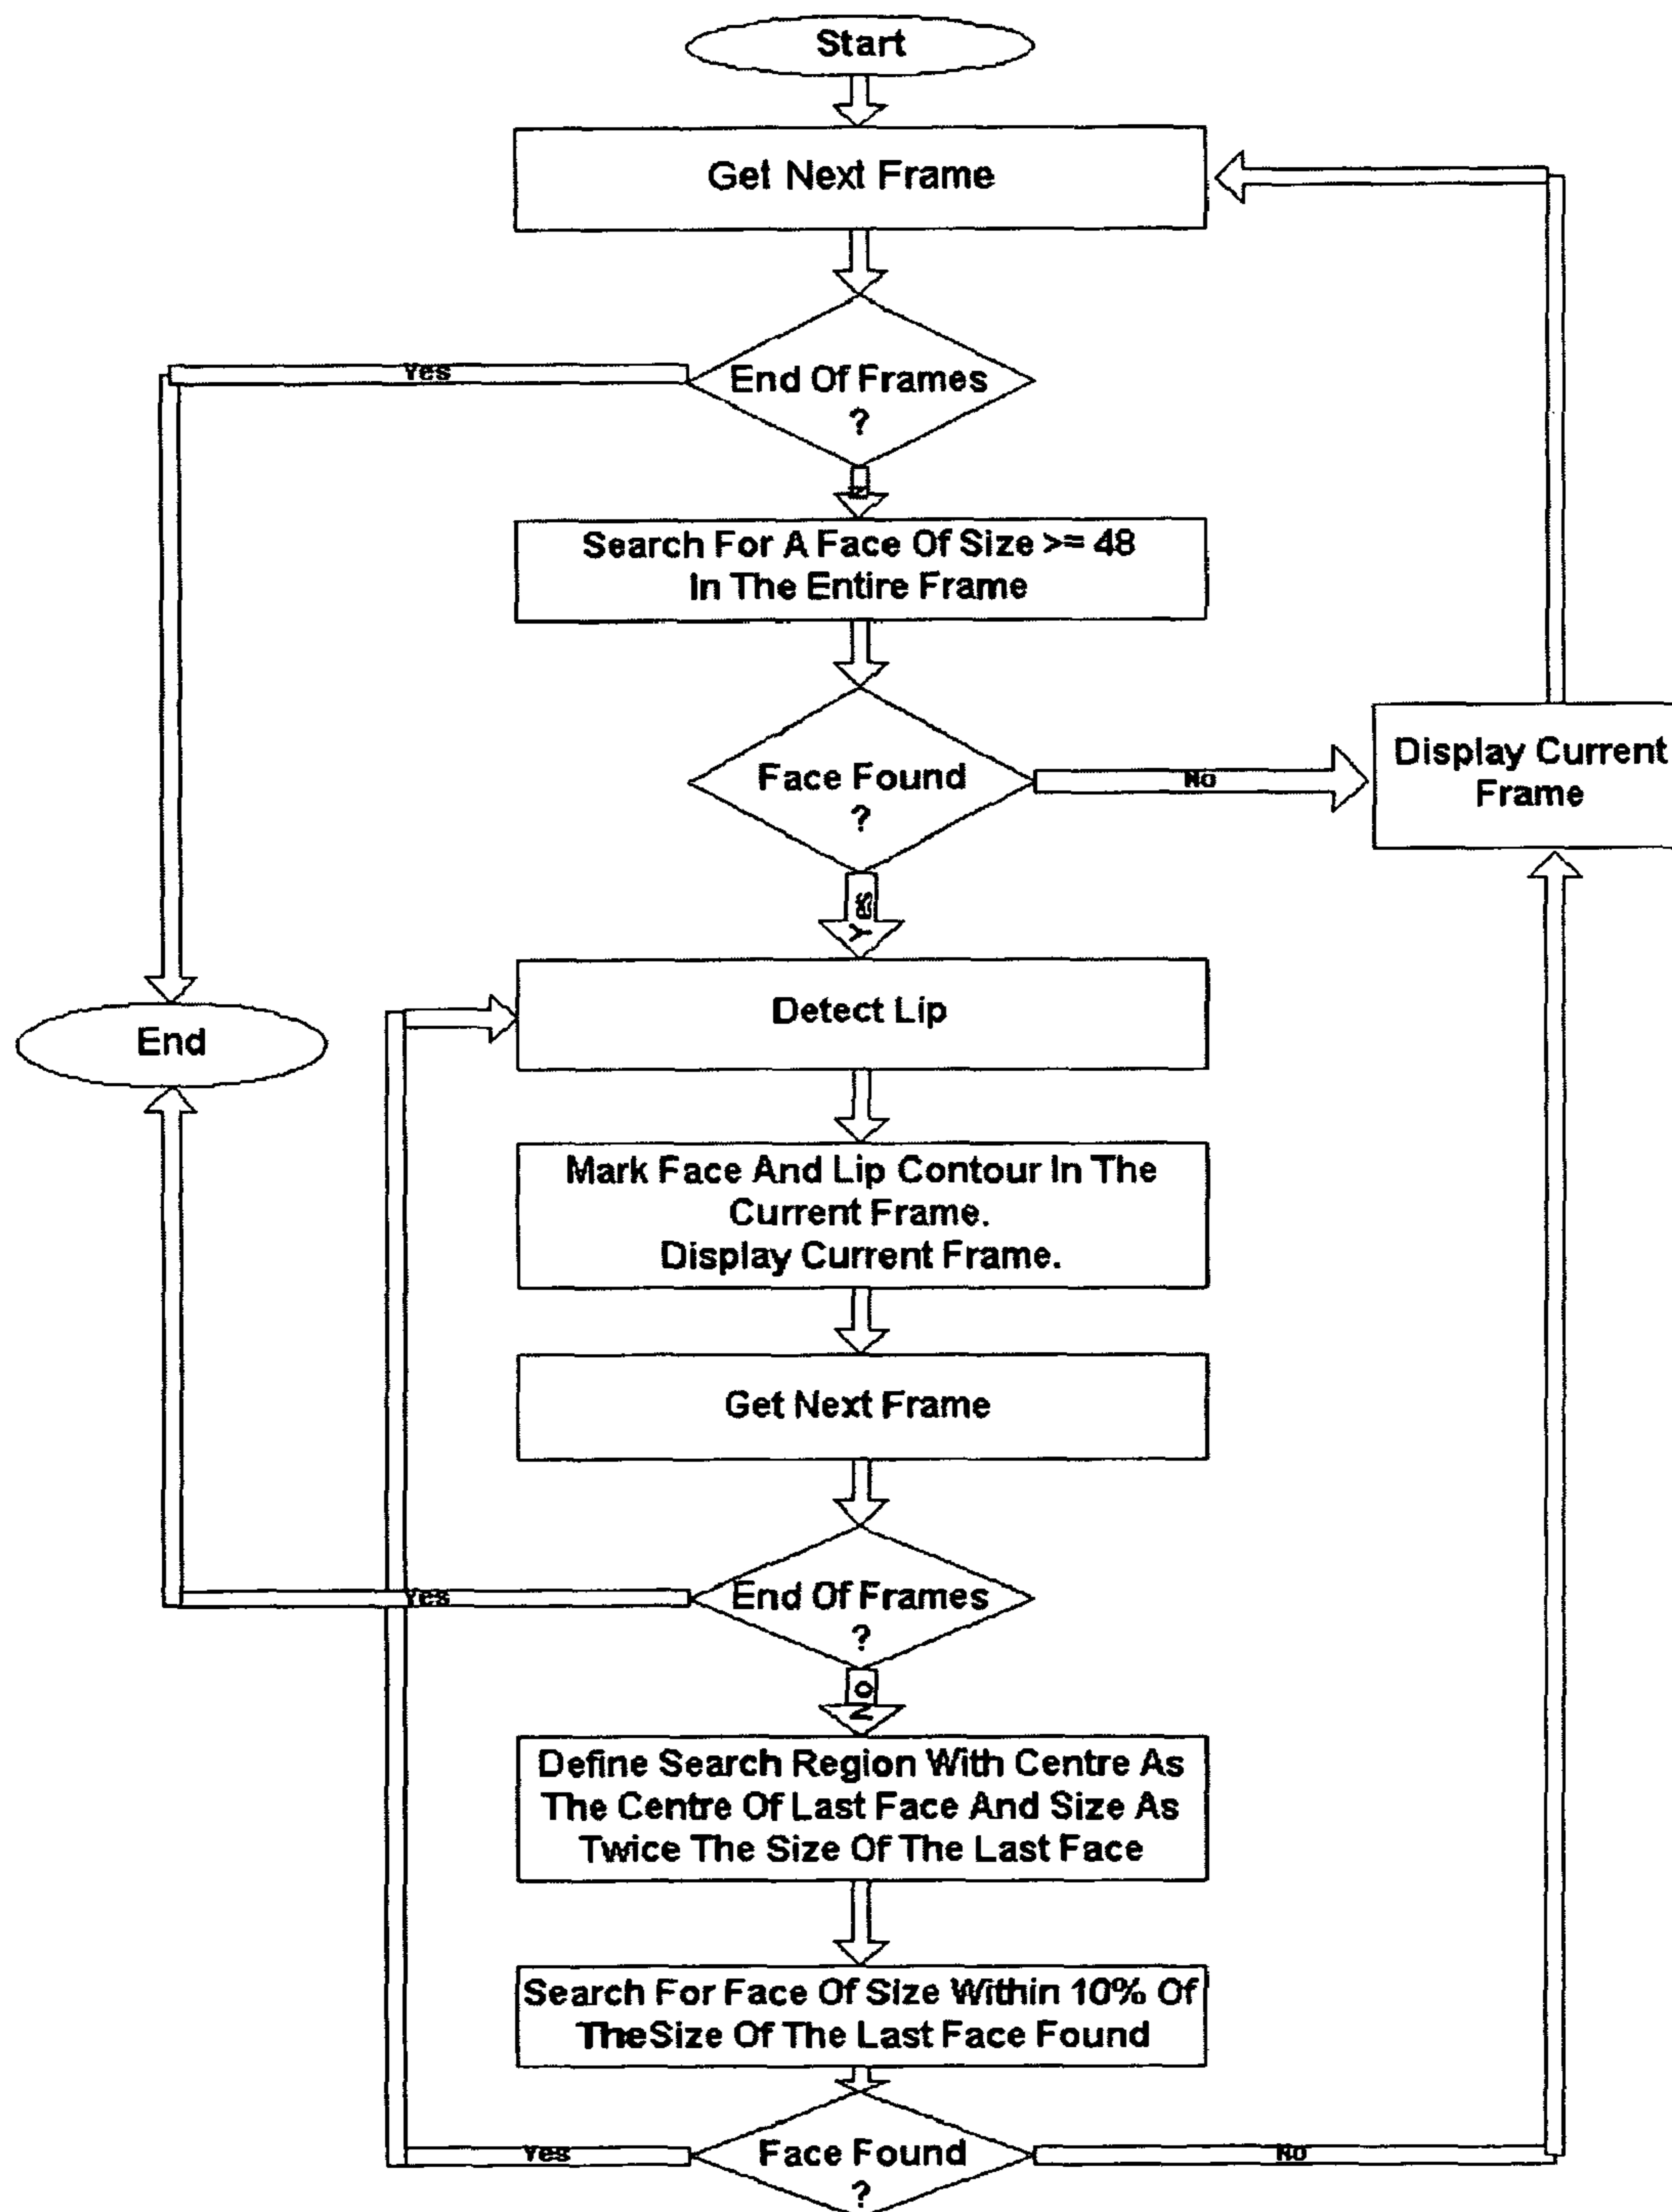 Start
Get Next Frame
End Of Frames
?
Yes
Search For A Face Of Size >= 48
In The Entire Frame
Face Found
?
No
Display Current
Frame
Yes
Detect Lip
End
Mark Face And Lip Contour In The
Current Frame.
Display Current Frame.
Get Next Frame
End Of Frames
?
Yes
No
Define Search Region With Centre As
The Centre Of Last Face And Size As
Twice The Size Of The Last Face
Search For Face Of Size Within 10% Of
TheSize Of The Last Face Found
Face Found
?
Yes
No